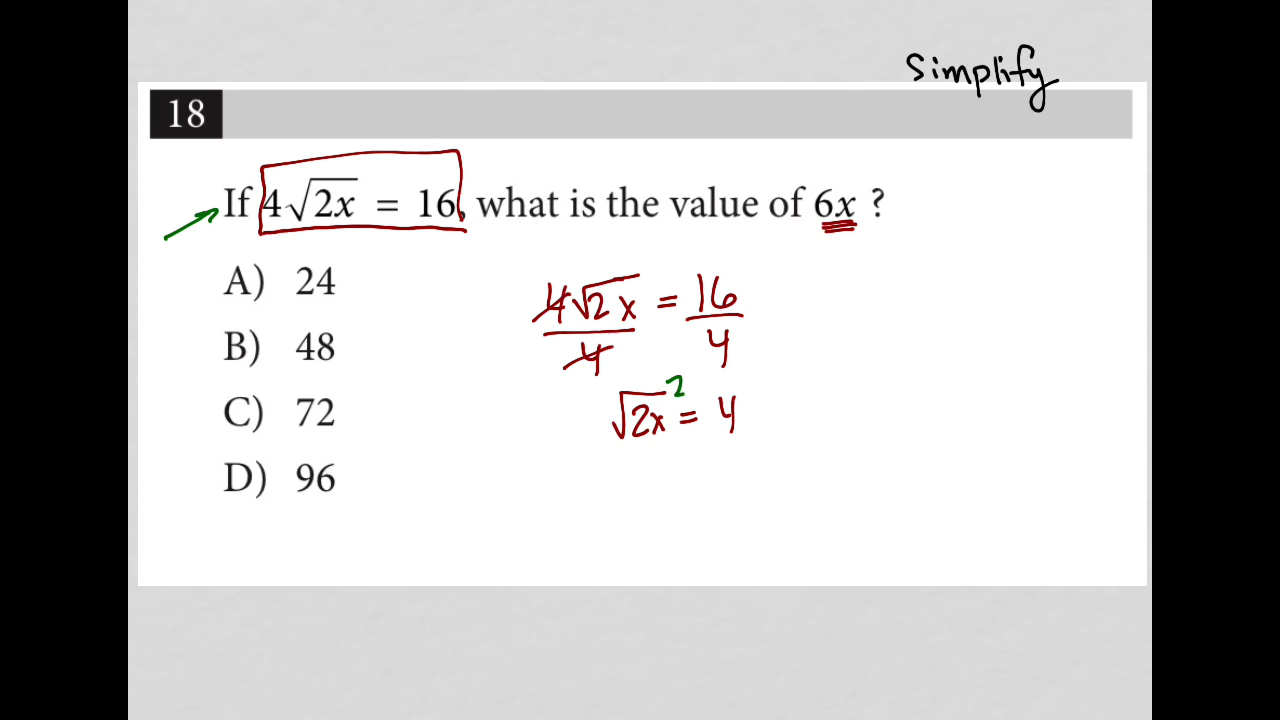 Simplify
18
If 4√2x = 16, what is the value of 6x ?
A) 24
B) 48
C) 72
D) 96
4√2x = 16
4 4
√2x² = 4